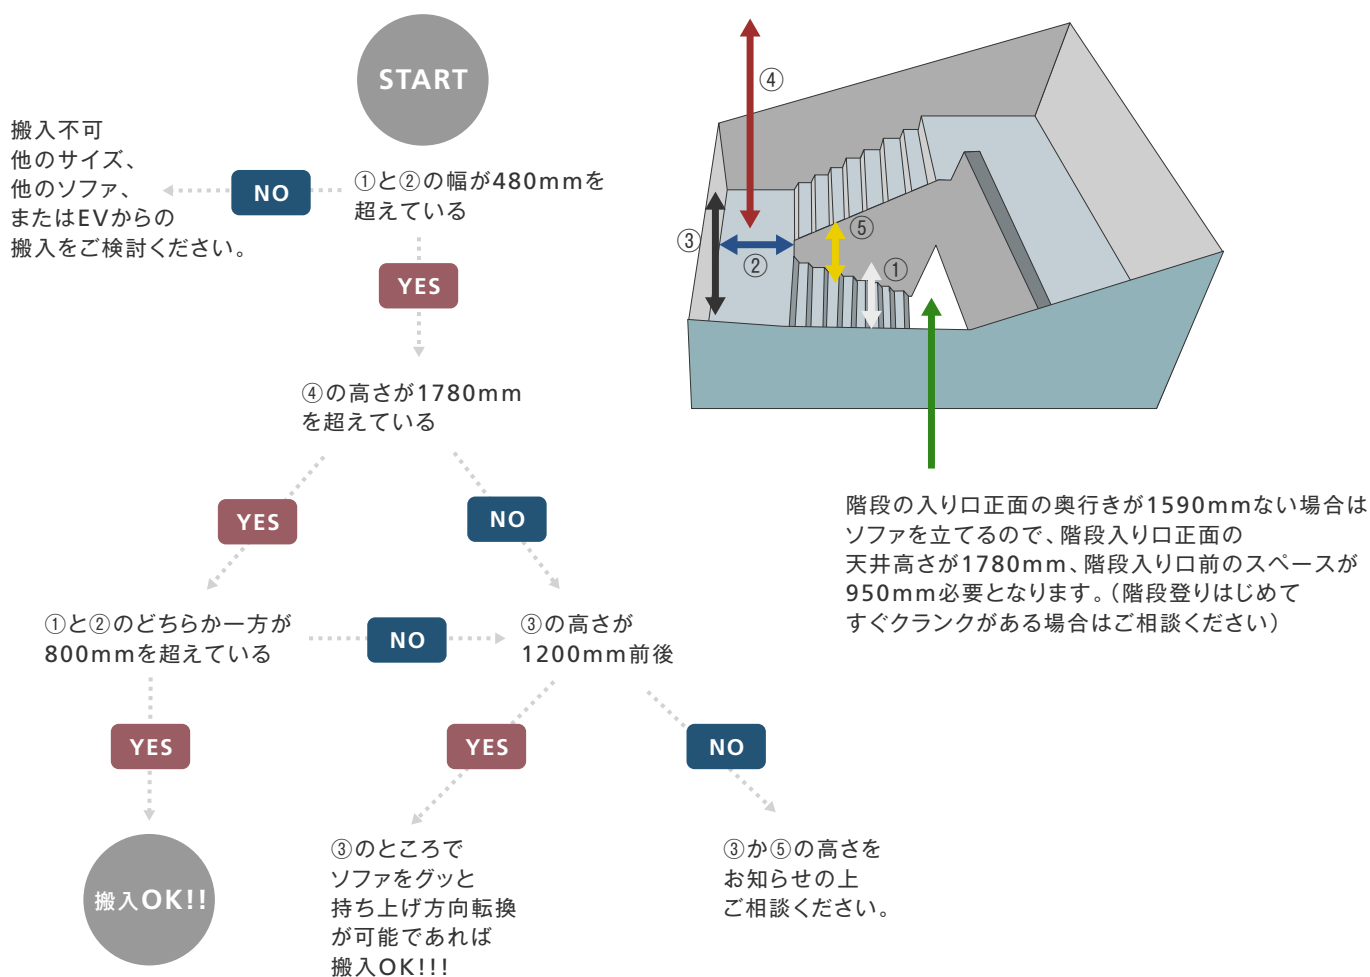 START
搬入不可
他のサイズ、
他のソファ、
またはEVからの
搬入をご検討ください。
NO
①と②の幅が480mmを
超えている
YES
④の高さが1780mm
を超えている
YES
NO
①と②のどちらか一方が
800mmを超えている
NO
③の高さが
1200mm前後
YES
YES
NO
搬入OK!!
③のところで
ソファをグッと
持ち上げ方向転換
が可能であれば
搬入OK!!!
③か⑤の高さを
お知らせの上
ご相談ください。
④
③
②
⑤
①
階段の入り口正面の奥行きが1590mmない場合は
ソファを立てるので、階段入り口正面の
天井高さが1780mm、階段入り口前のスペースが
950mm必要となります。（階段登りはじめて
すぐクランクがある場合はご相談ください）